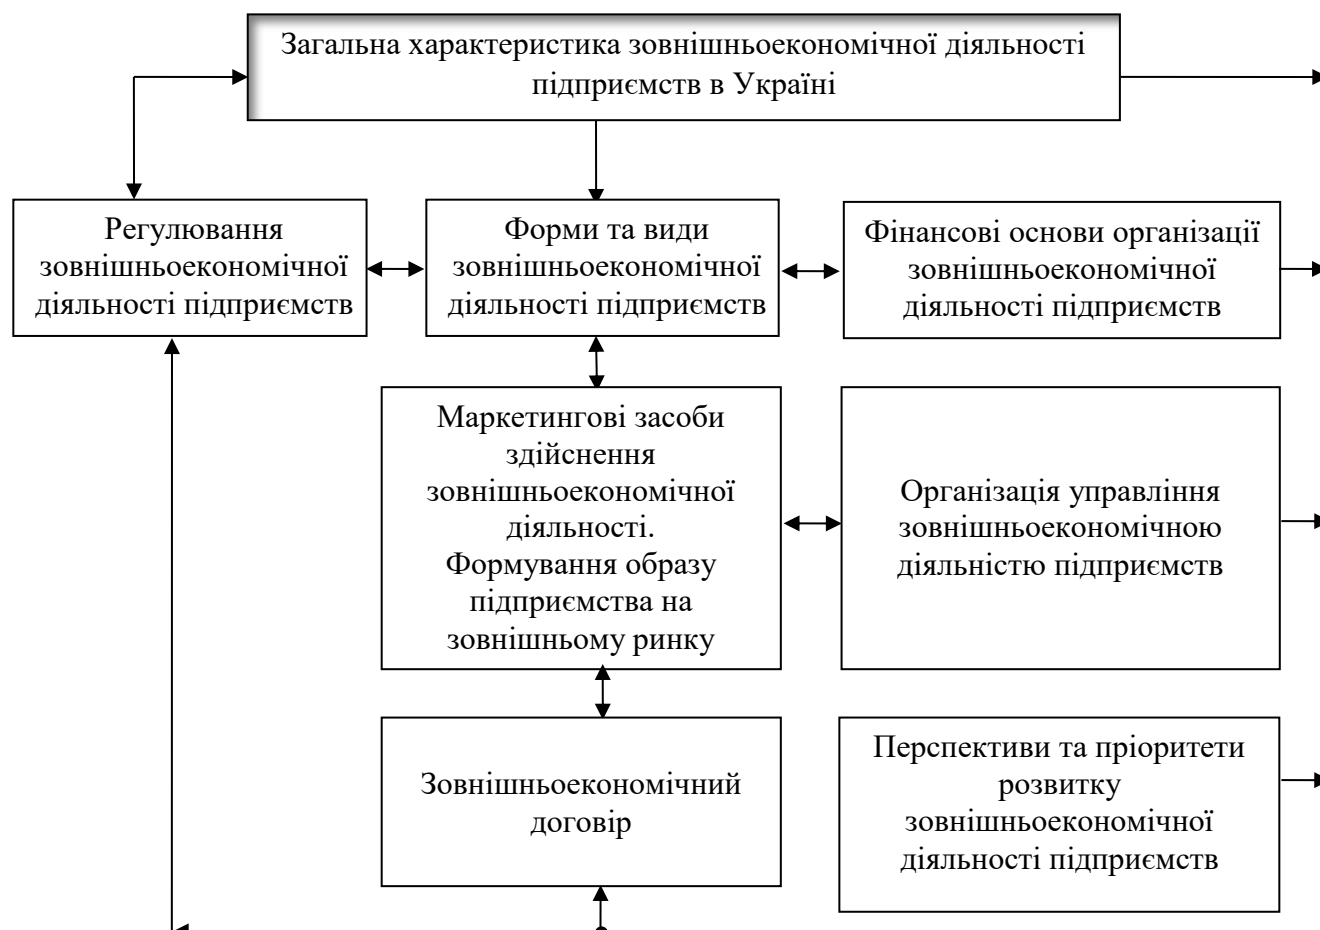 Загальна характеристика зовнішньоекономічної діяльності
підприємств в Україні
Регулювання
зовнішньоекономічної
діяльності підприємств
Форми та види
зовнішньоекономічної
діяльності підприємств
Фінансові основи організації
зовнішньоекономічної
діяльності підприємств
Маркетингові засоби
здійснення
зовнішньоекономічної
діяльності.
Формування образу
підприємства на
зовнішньому ринку
Організація управління
зовнішньоекономічною
діяльністю підприємств
Зовнішньоекономічний
договір
Перспективи та пріоритети
розвитку
зовнішньоекономічної
діяльності підприємств